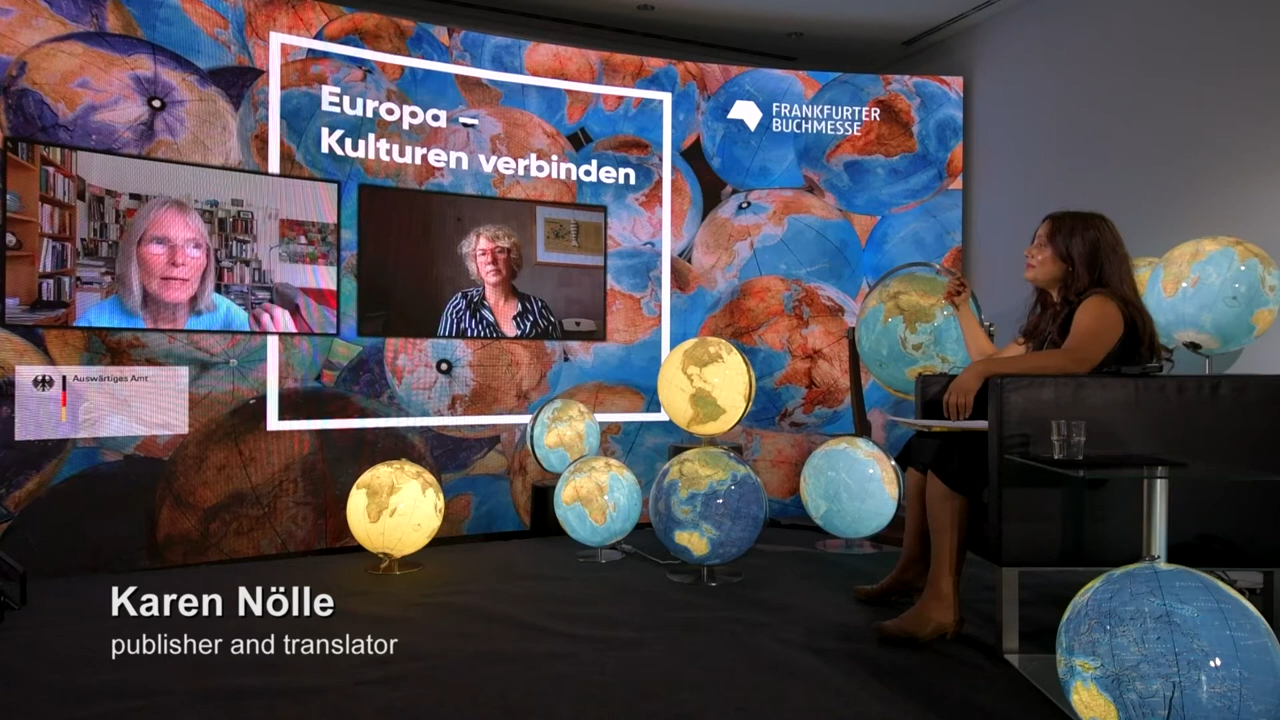 Europa –
Kulturen verbinden
FRANKFURTER
BUCHMESSE
Auswärtiges Amt
Karen Nölle
publisher and translator